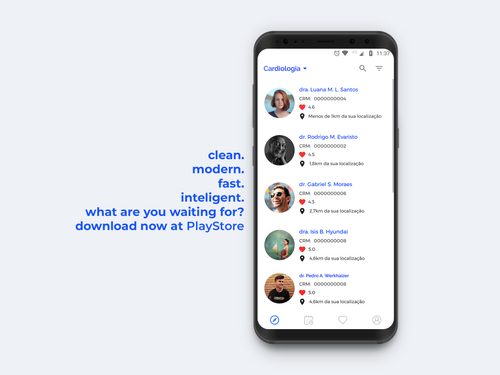 11:37
Cardiologia
dra. Luana M. L. Santos
CRM: 0000000004
4.6
Menos de 1km da sua localização
dr. Rodrigo M. Evaristo
CRM: 0000000002
4.5
1,8km da sua localização
dr. Gabriel S. Moraes
CRM: 0000000006
4.3
2,7km da sua localização
dra. Isis B. Hyundai
CRM: 0000000008
5.0
4,6km da sua localização
dr. Pedro A. Werkhaizer
CRM: 0000000008
5.0
4,6km da sua localização
clean.
modern.
fast.
inteligent.
what are you waiting for?
download now at PlayStore